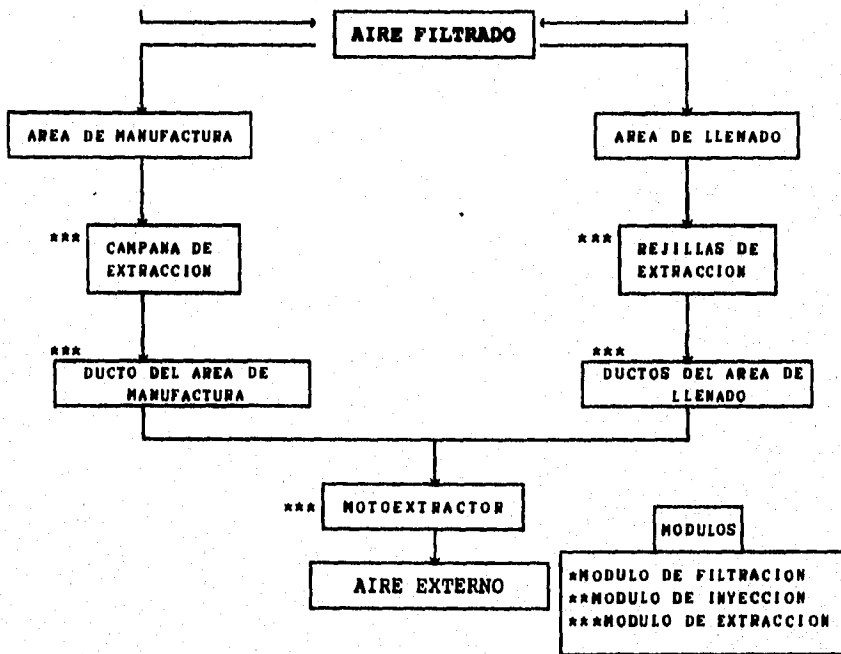 AIRE FILTRADO
AREA DE MANUFACTURA
AREA DE LLENADO
*** CAMPANA DE
EXTRACCION
*** REJILLAS DE
EXTRACCION
***
DUCTO DEL AREA DE
MANUFACTURA
***
DUCTOS DEL AREA DE
LLENADO
*** MOTOEXTRACTOR
AIRE EXTERNO
MODULOS
*MODULO DE FILTRACION
**MODULO DE INYECCION
***MODULO DE EXTRACCION